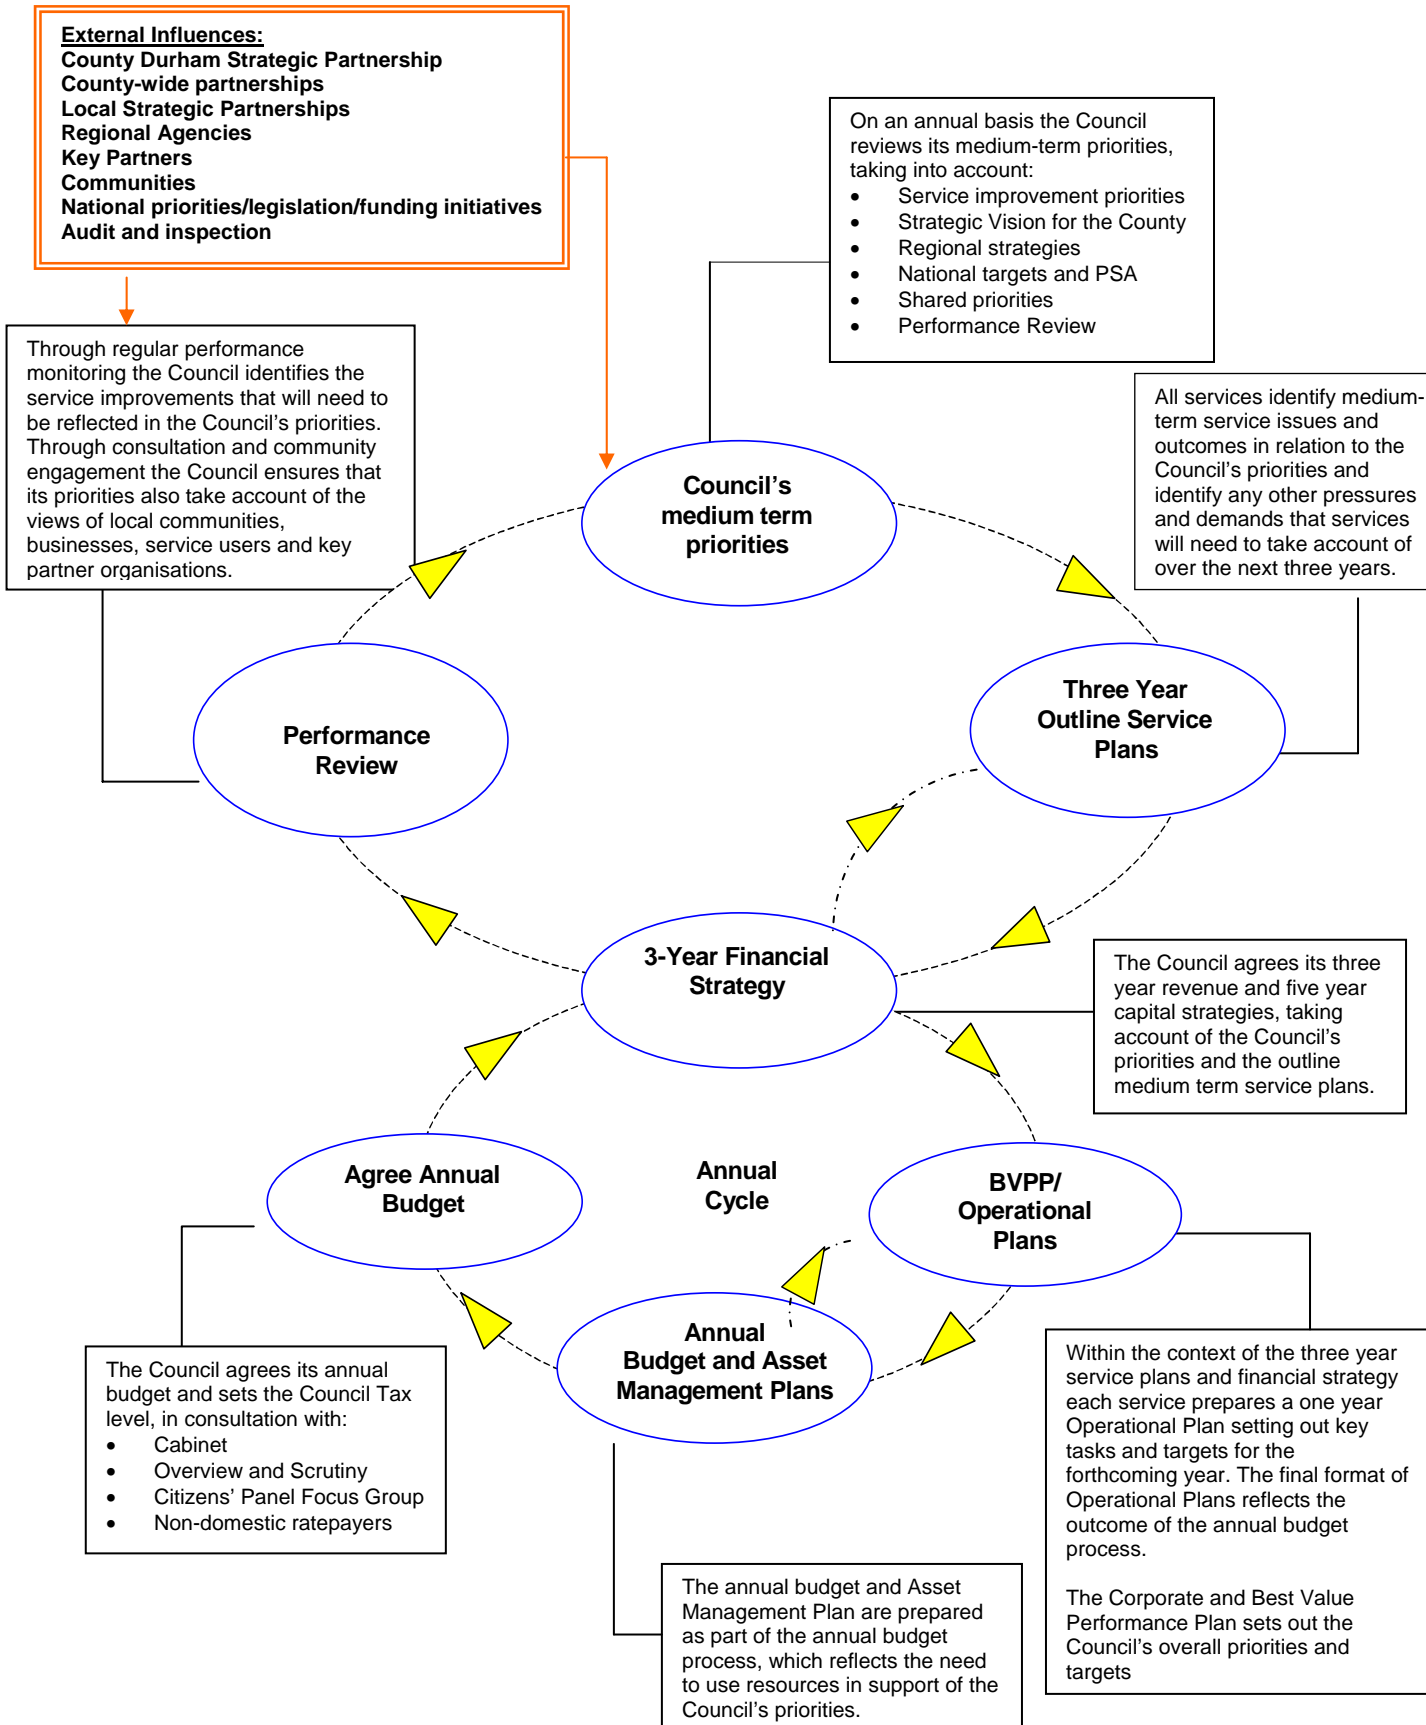 External Influences:
County Durham Strategic Partnership
County-wide partnerships
Local Strategic Partnerships
Regional Agencies
Key Partners
Communities
National priorities/legislation/funding initiatives
Audit and inspection
On an annual basis the Council
reviews its medium-term priorities,
taking into account:
• Service improvement priorities
• Strategic Vision for the County
• Regional strategies
• National targets and PSA
• Shared priorities
• Performance Review
Through regular performance
monitoring the Council identifies the
service improvements that will need to
be reflected in the Council’s priorities.
Through consultation and community
engagement the Council ensures that
its priorities also take account of the
views of local communities,
businesses, service users and key
partner organisations.
All services identify medium-
term service issues and
outcomes in relation to the
Council’s priorities and
identify any other pressures
and demands that services
will need to take account of
over the next three years.
Council’s
medium term
priorities
Three Year
Outline Service
Plans
Performance
Review
3-Year Financial
Strategy
The Council agrees its three
year revenue and five year
capital strategies, taking
account of the Council’s
priorities and the outline
medium term service plans.
Agree Annual
Budget
Annual
Cycle
BVPP/
Operational
Plans
Annual
Budget and Asset
Management Plans
The Council agrees its annual
budget and sets the Council Tax
level, in consultation with:
• Cabinet
• Overview and Scrutiny
• Citizens’ Panel Focus Group
• Non-domestic ratepayers
Within the context of the three year
service plans and financial strategy
each service prepares a one year
Operational Plan setting out key
tasks and targets for the
forthcoming year. The final format of
Operational Plans reflects the
outcome of the annual budget
process.
The Corporate and Best Value
Performance Plan sets out the
Council’s overall priorities and
targets
The annual budget and Asset
Management Plan are prepared
as part of the annual budget
process, which reflects the need
to use resources in support of the
Council’s priorities.